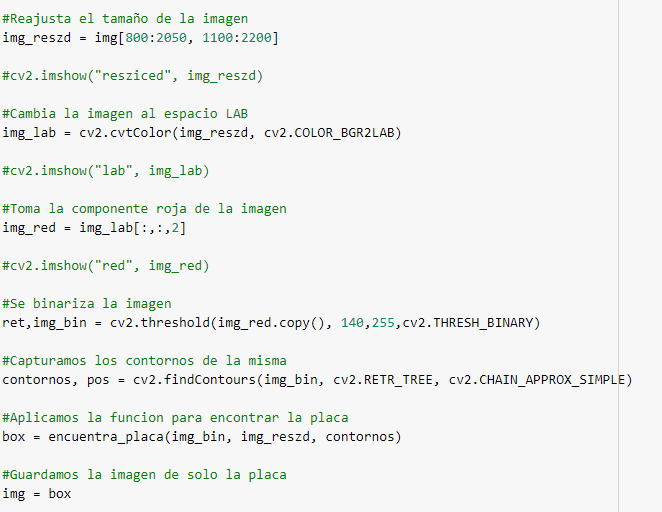 #Reajusta el tamaño de la imagen
img_reszd = img[800:2050, 1100:2200]
#cv2.imshow("resziced", img_reszd)
#Cambia la imagen al espacio LAB
img_lab = cv2.cvtColor(img_reszd, cv2.COLOR_BGR2LAB)
#cv2.imshow("lab", img_lab)
#Toma la componente roja de la imagen
img_red = img_lab[:,:,2]
#cv2.imshow("red", img_red)
#Se binariza la imagen
ret,img_bin = cv2.threshold(img_red.copy(), 140,255,cv2.THRESH_BINARY)
#Capturamos los contornos de la misma
contornos, pos = cv2.findContours(img_bin, cv2.RETR_TREE, cv2.CHAIN_APPROX_SIMPLE)
#Aplicamos la funcion para encontrar la placa
box = encuentra_placa(img_bin, img_reszd, contornos)
#Guardamos la imagen de solo la placa
img = box